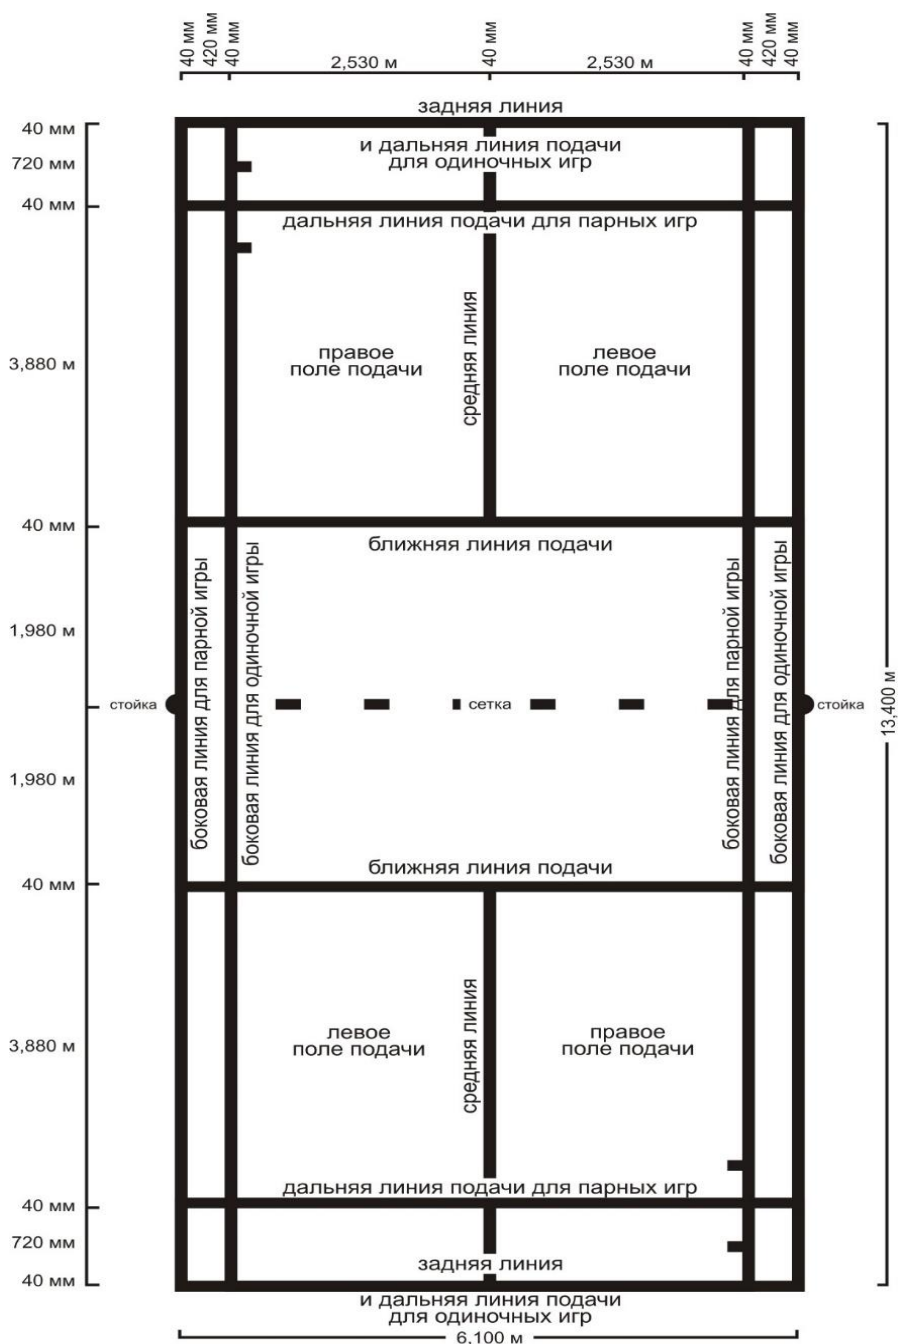 40 мм
420 мм
40 мм
2,530 м
40 мм
2,530 м
40 мм
420 мм
40 мм
задняя линия
40 мм
и дальняя линия подачи
для одиночных игр
720 мм
40 мм
дальняя линия подачи для парных игр
средняя линия
правое
поле подачи
левое
поле подачи
3,880 м
40 мм
ближняя линия подачи
боковая линия для парной игры
боковая линия для одиночной игры
боковая линия для парной игры
боковая линия для одиночной игры
1,980 м
стойка
сетка
стойка
13,400 м
1,980 м
ближняя линия подачи
40 мм
средняя линия
левое
поле подачи
правое
поле подачи
3,880 м
дальняя линия подачи для парных игр
40 мм
720 мм
задняя линия
40 мм
и дальняя линия подачи
для одиночных игр
6,100 м